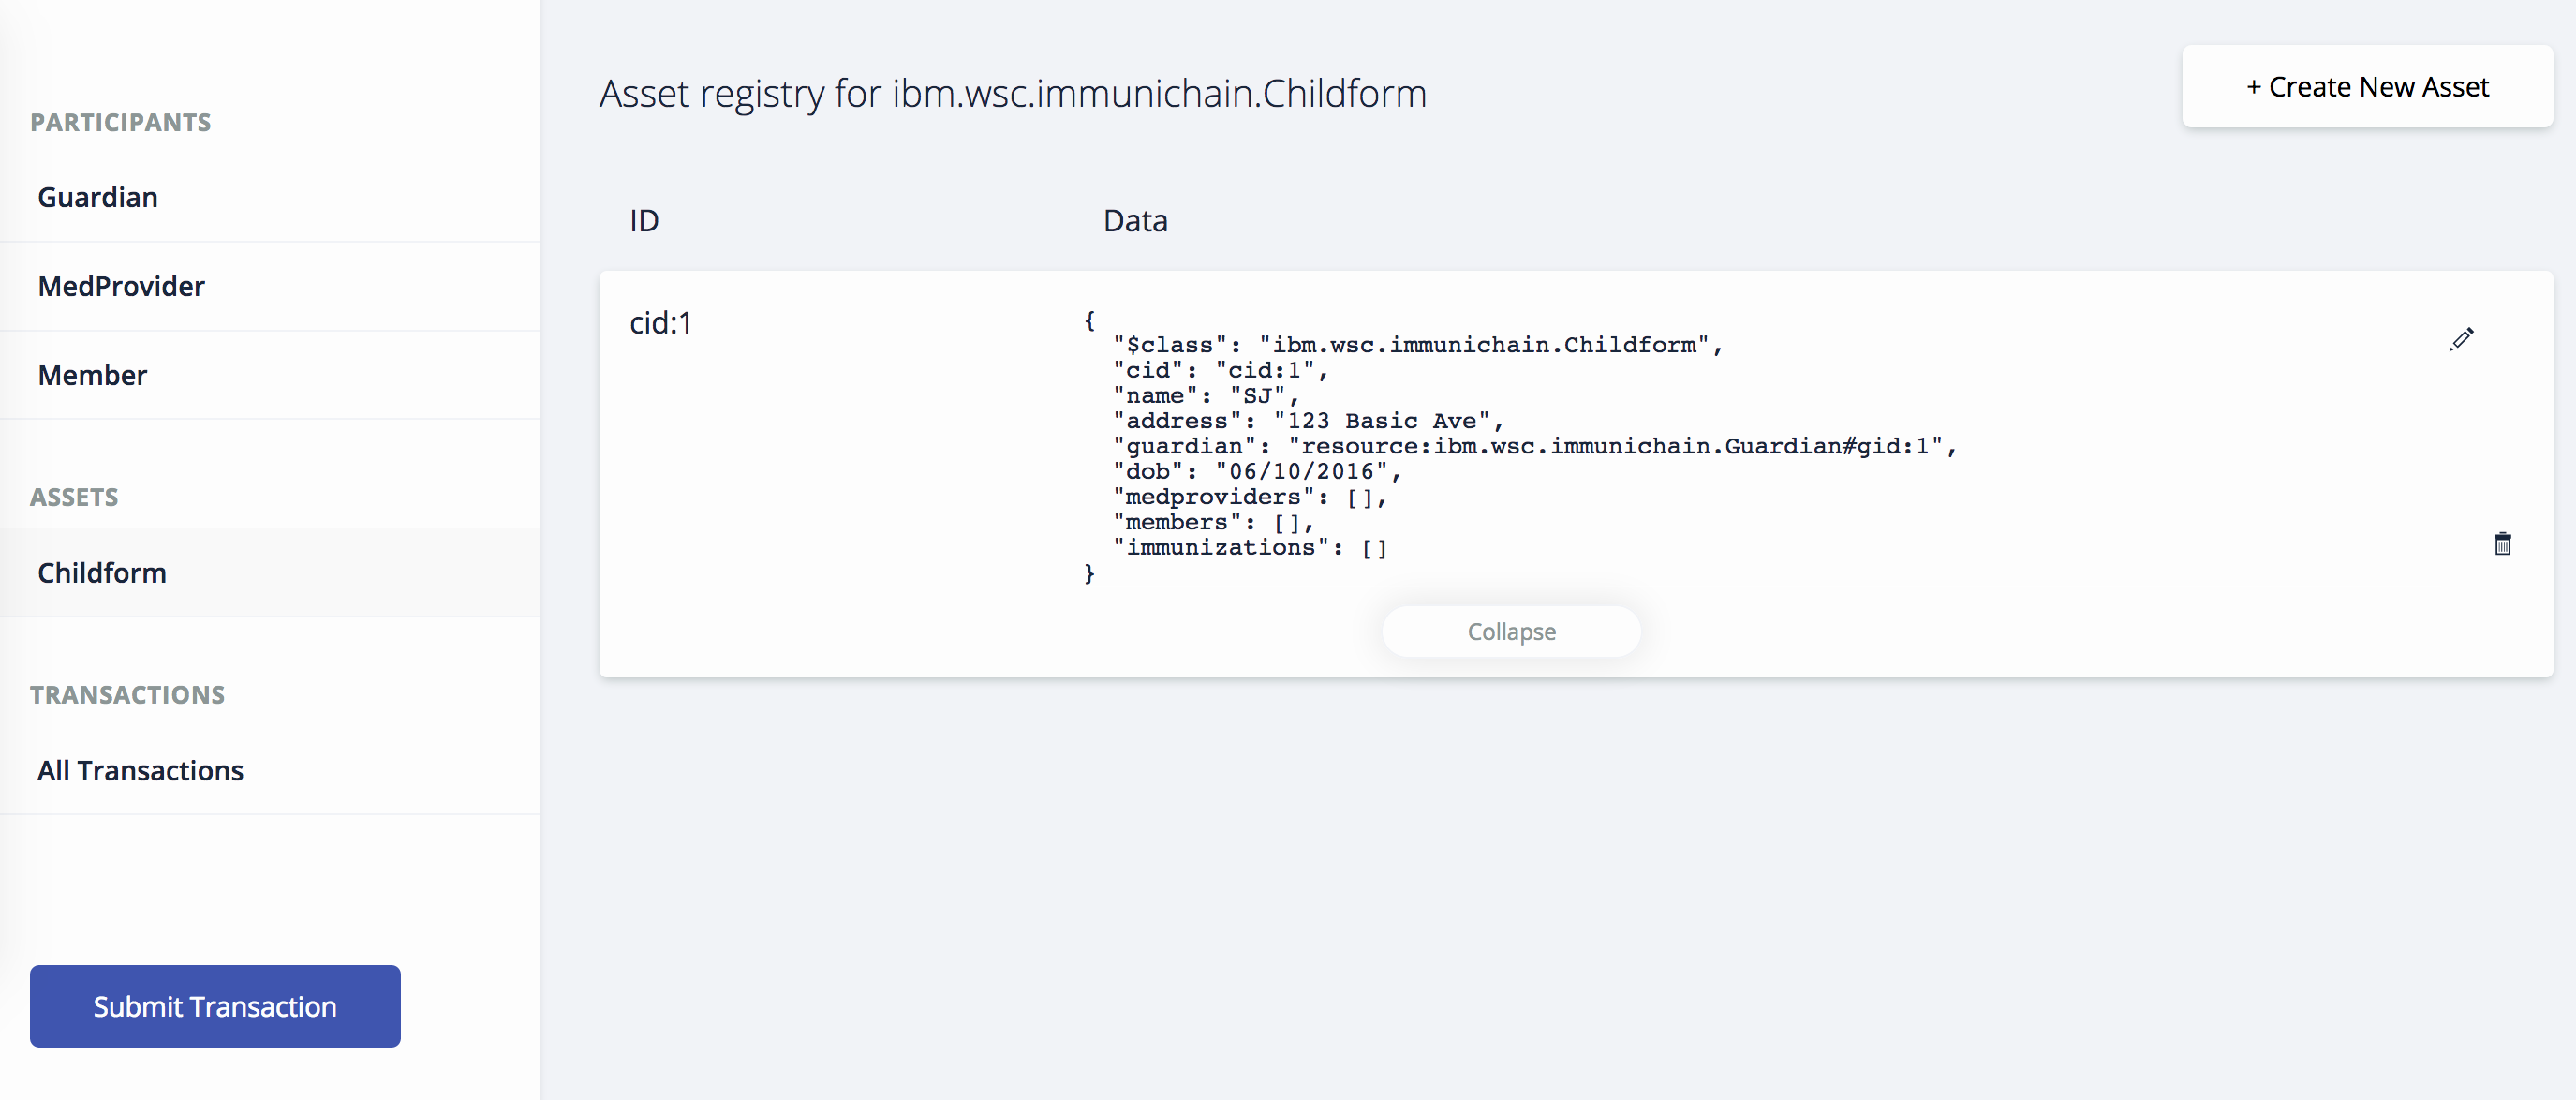 PARTICIPANTS
Guardian
MedProvider
Member
ASSETS
Childform
TRANSACTIONS
All Transactions
Submit Transaction
Asset registry for ibm.wsc.immunichain.Childform
+ Create New Asset
ID
Data
cid:1
{
"$class": "ibm.wsc.immunichain.Childform",
"cid": "cid:1",
"name": "SJ",
"address": "123 Basic Ave",
"guardian": "resource:ibm.wsc.immunichain.Guardian#gid:1",
"dob": "06/10/2016",
"medproviders": [],
"members": [],
"immunizations": []
}
Collapse